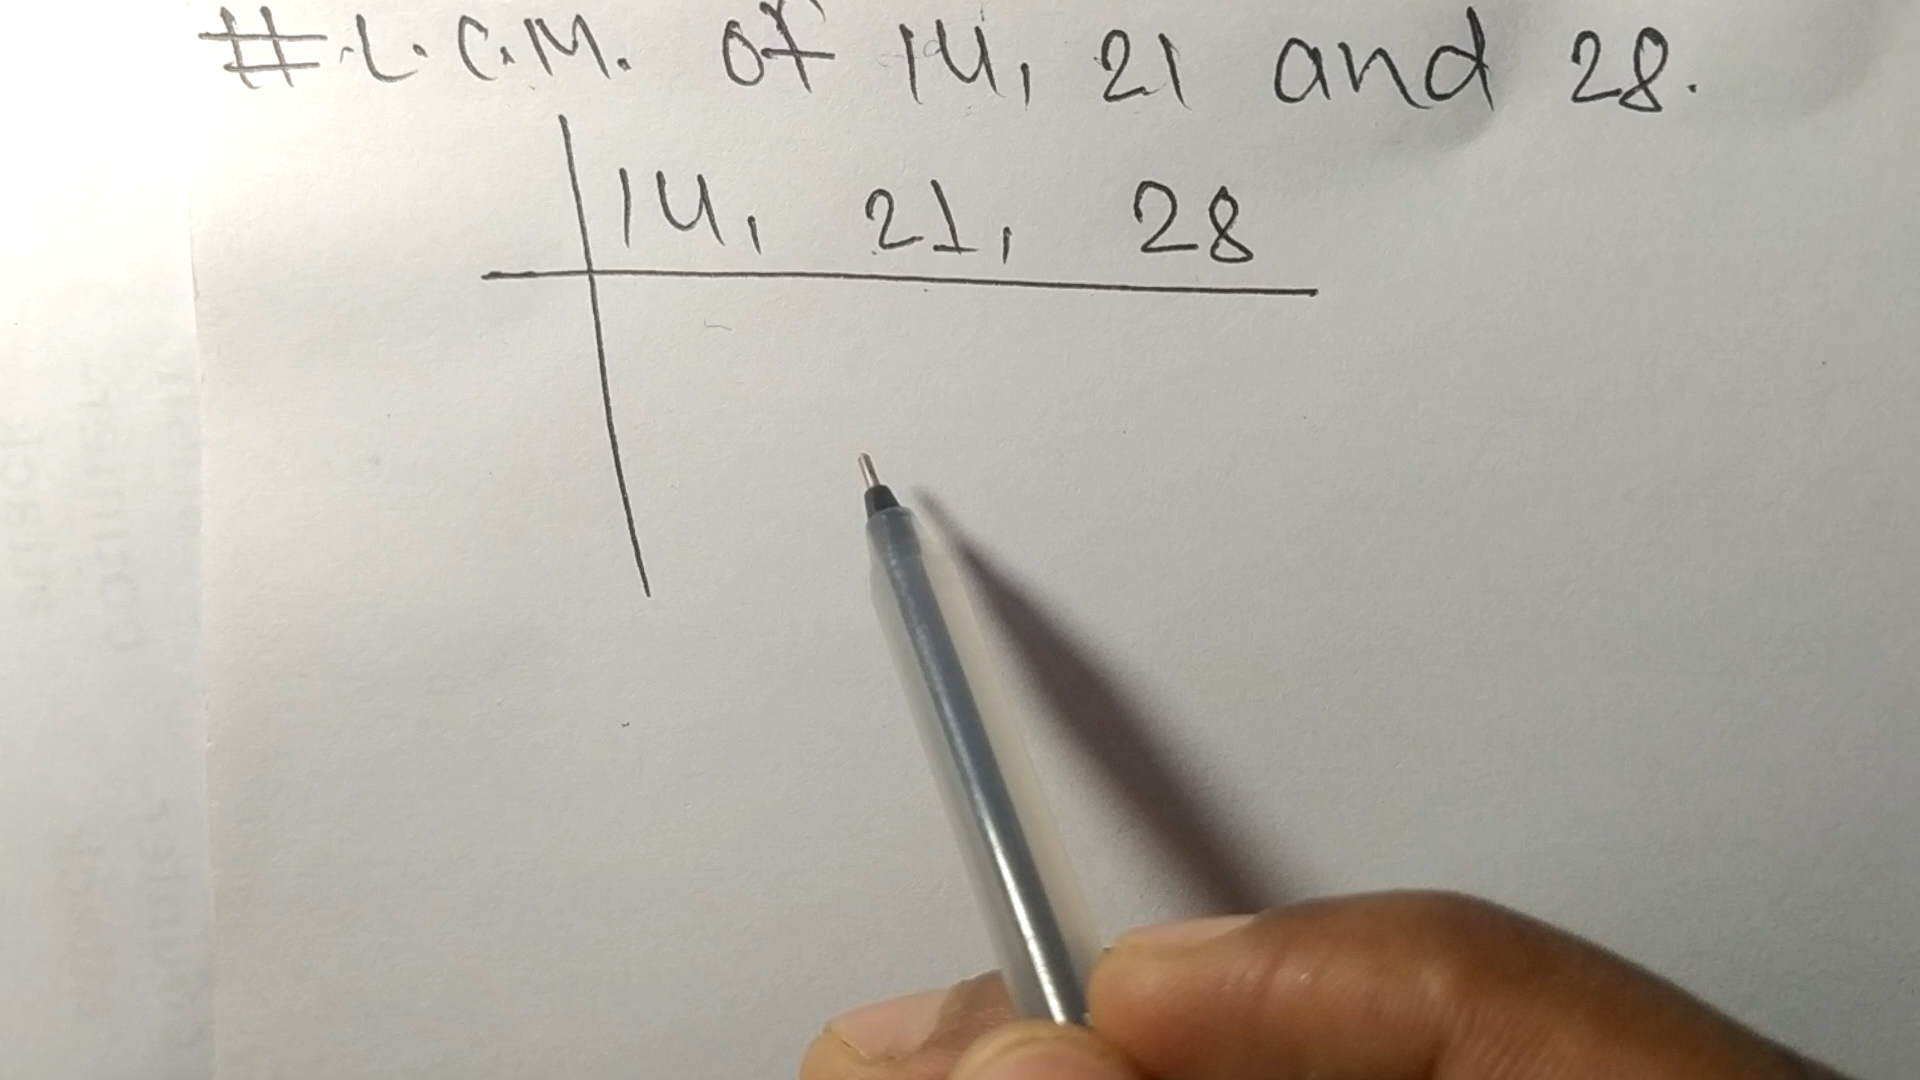 # L.C.M. of 14, 21 and 28.
14, 21, 28